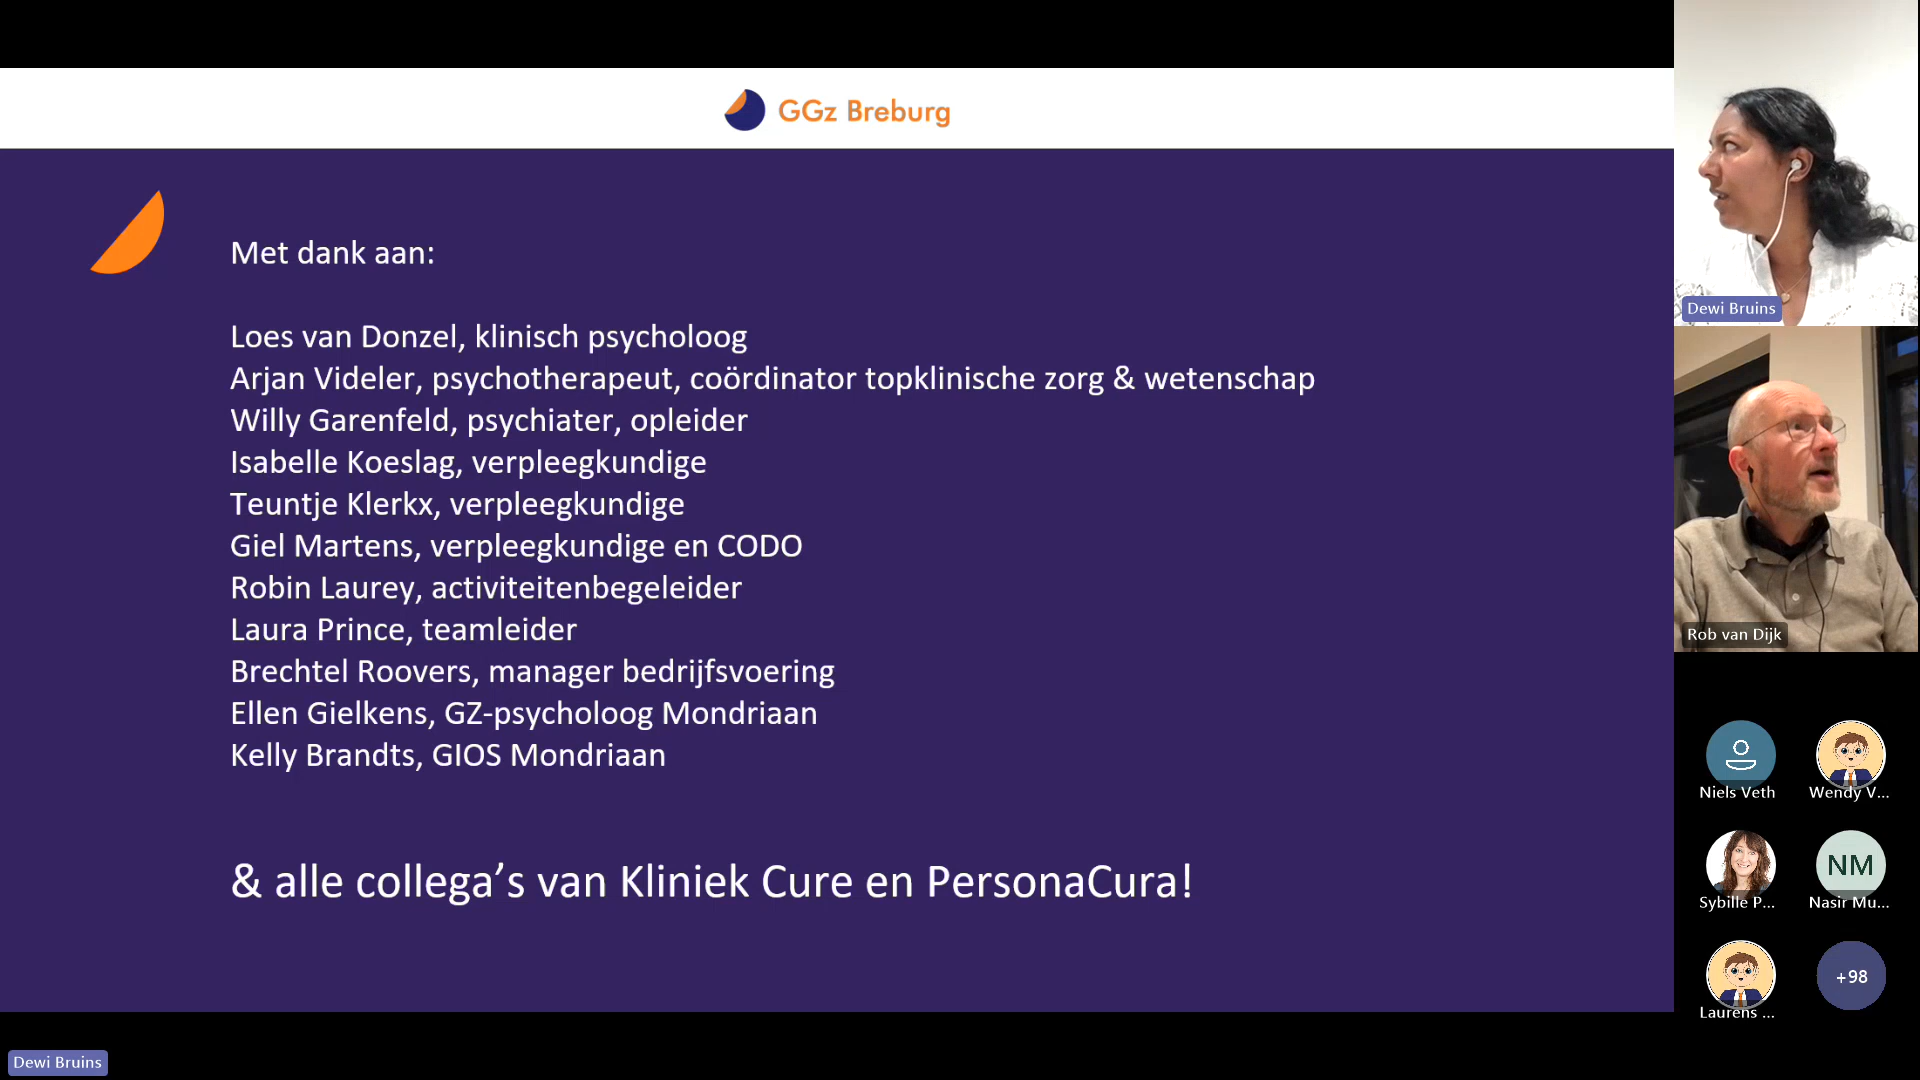 GGz Breburg
Met dank aan:
Loes van Donzel, klinisch psycholoog
Arjan Videler, psychotherapeut, coördinator topklinische zorg & wetenschap
Willy Garenfeld, psychiater, opleider
Isabelle Koeslag, verpleegkundige
Teuntje Klerkx, verpleegkundige
Giel Martens, verpleegkundige en CODO
Robin Laurey, activiteitenbegeleider
Laura Prince, teamleider
Brechtel Roovers, manager bedrijfsvoering
Ellen Gielkens, GZ-psycholoog Mondriaan
Kelly Brandts, GIOS Mondriaan
& alle collega’s van Kliniek Cure en PersonaCura!
Dewi Bruins
Rob van Dijk
Niels Veth
Wendy V...
Sybille P...
NM
Nasir Mu...
Laurens ...
+98
Dewi Bruins